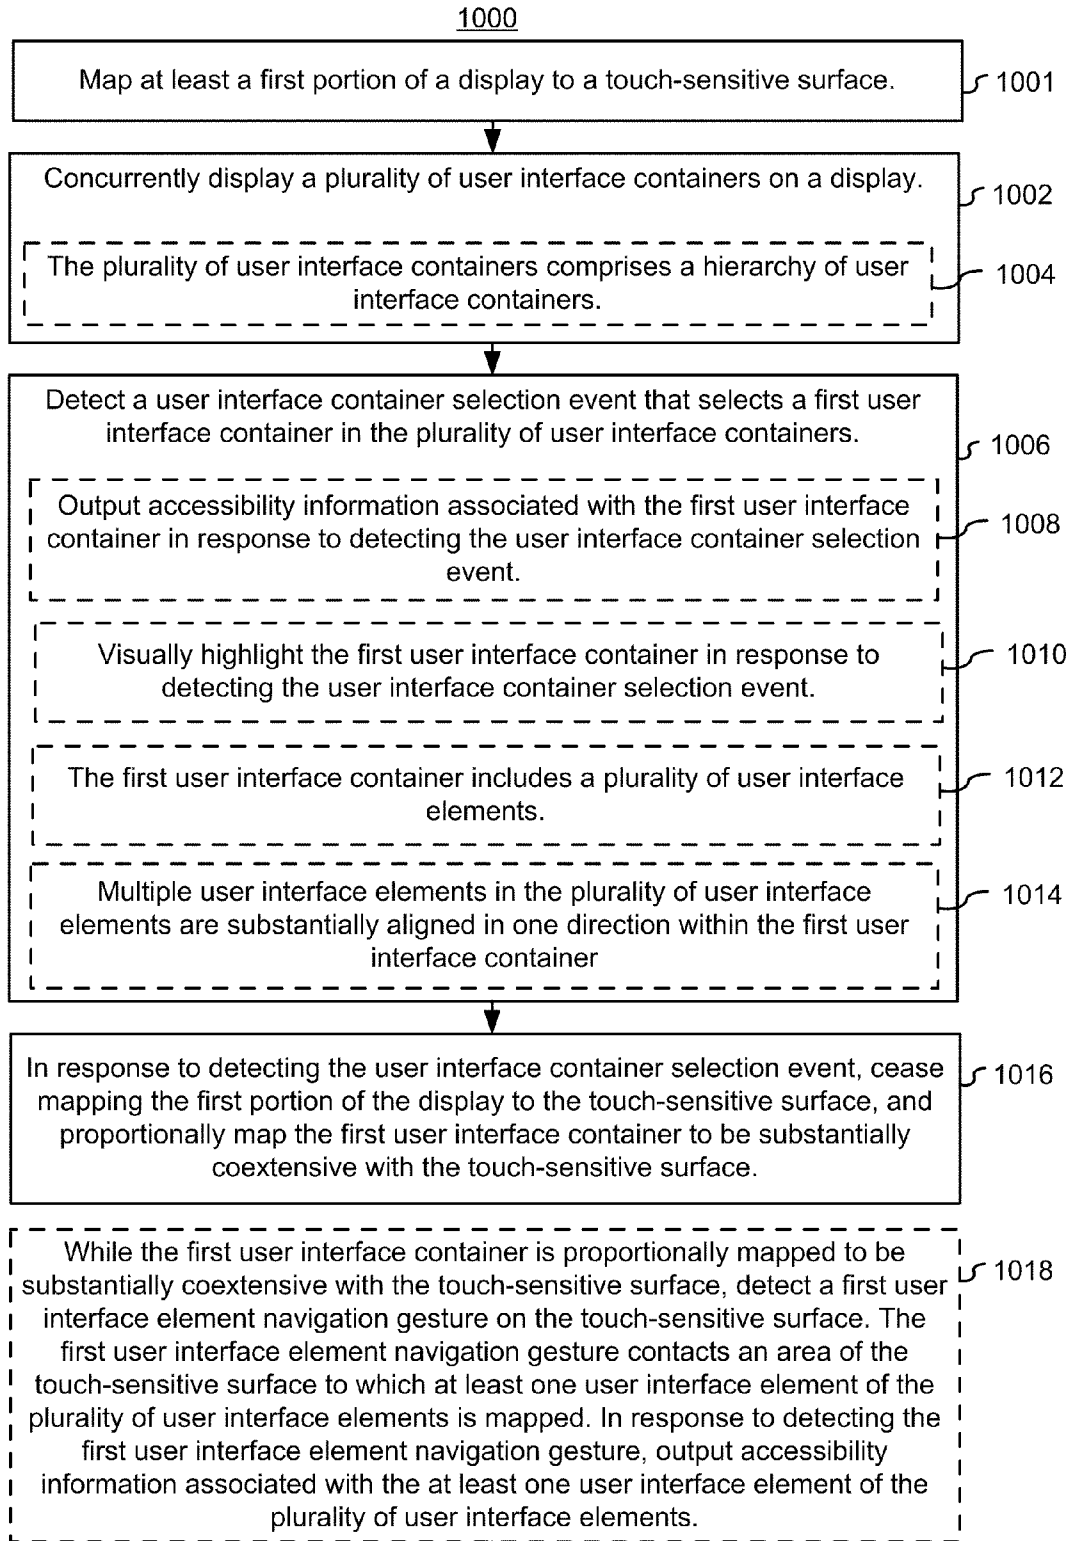 1000
Map at least a first portion of a display to a touch-sensitive surface.
1001
Concurrently display a plurality of user interface containers on a display.
1002
The plurality of user interface containers comprises a hierarchy of user
interface containers.
1004
Detect a user interface container selection event that selects a first user
interface container in the plurality of user interface containers.
1006
Output accessibility information associated with the first user interface
container in response to detecting the user interface container selection
event.
1008
Visually highlight the first user interface container in response to
detecting the user interface container selection event.
1010
The first user interface container includes a plurality of user interface
elements.
1012
Multiple user interface elements in the plurality of user interface
elements are substantially aligned in one direction within the first user
interface container
1014
In response to detecting the user interface container selection event, cease
mapping the first portion of the display to the touch-sensitive surface, and
proportionally map the first user interface container to be substantially
coextensive with the touch-sensitive surface.
1016
While the first user interface container is proportionally mapped to be
substantially coextensive with the touch-sensitive surface, detect a first user
interface element navigation gesture on the touch-sensitive surface. The
first user interface element navigation gesture contacts an area of the
touch-sensitive surface to which at least one user interface element of the
plurality of user interface elements is mapped. In response to detecting the
first user interface element navigation gesture, output accessibility
information associated with the at least one user interface element of the
plurality of user interface elements.
1018